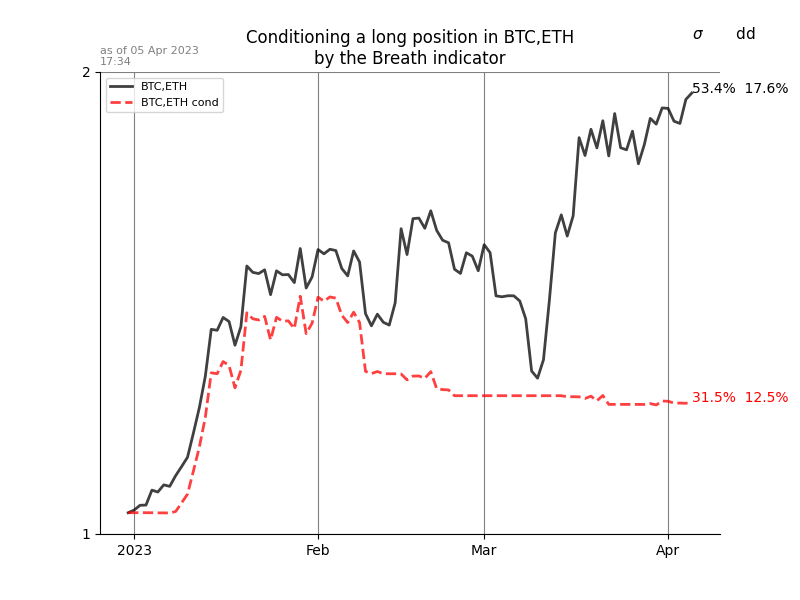 Conditioning a long position in BTC,ETH
by the Breath indicator
σ dd
as of 05 Apr 2023
17:34
2
BTC,ETH
BTC,ETH cond
53.4% 17.6%
31.5% 12.5%
1
2023 Feb Mar Apr